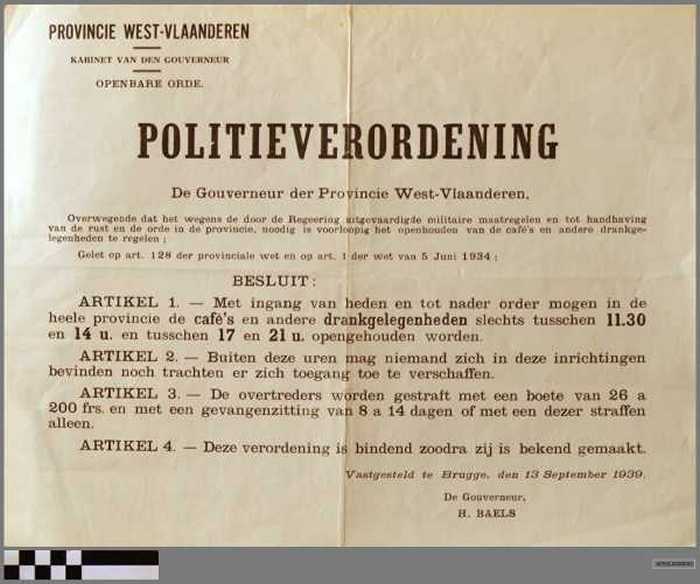 PROVINCIE WEST-VLAANDEREN
KABINET VAN DEN GOUVERNEUR
OPENBARE ORDE.
POLITIEVERORDENING
De Gouverneur der Provincie West-Vlaanderen,
Overwegende dat het wegens de door de Regeering uitgevaardigde militaire maatregelen en tot handhaving
van de rust en de orde in de provincie, noodig is voorloopig het openhouden van de café's en andere drankge-
legenheden te regelen ;
Gelet op art. 128 der provinciale wet en op art. 1 der wet van 5 Juni 1934 ;
BESLUIT :
ARTIKEL 1. — Met ingang van heden en tot nader order mogen in de
heele provincie de café's en andere drankgelegenheden slechts tusschen 11.30
en 14 u. en tusschen 17 en 21 u. opengehouden worden.
ARTIKEL 2. — Buiten deze uren mag niemand zich in deze inrichtingen
bevinden noch trachten er zich toegang toe te verschaffen.
ARTIKEL 3. — De overtreders worden gestraft met een boete van 26 a
200 frs. en met een gevangenzitting van 8 a 14 dagen of met een dezer straffen
alleen.
ARTIKEL 4. — Deze verordening is bindend zoodra zij is bekend gemaakt.
Vastgesteld te Brugge, den 13 September 1939.
De Gouverneur,
H. BAELS